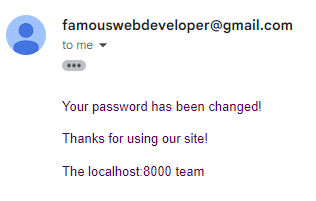 famouswebdeveloper@gmail.com
to me
Your password has been changed!
Thanks for using our site!
The localhost:8000 team